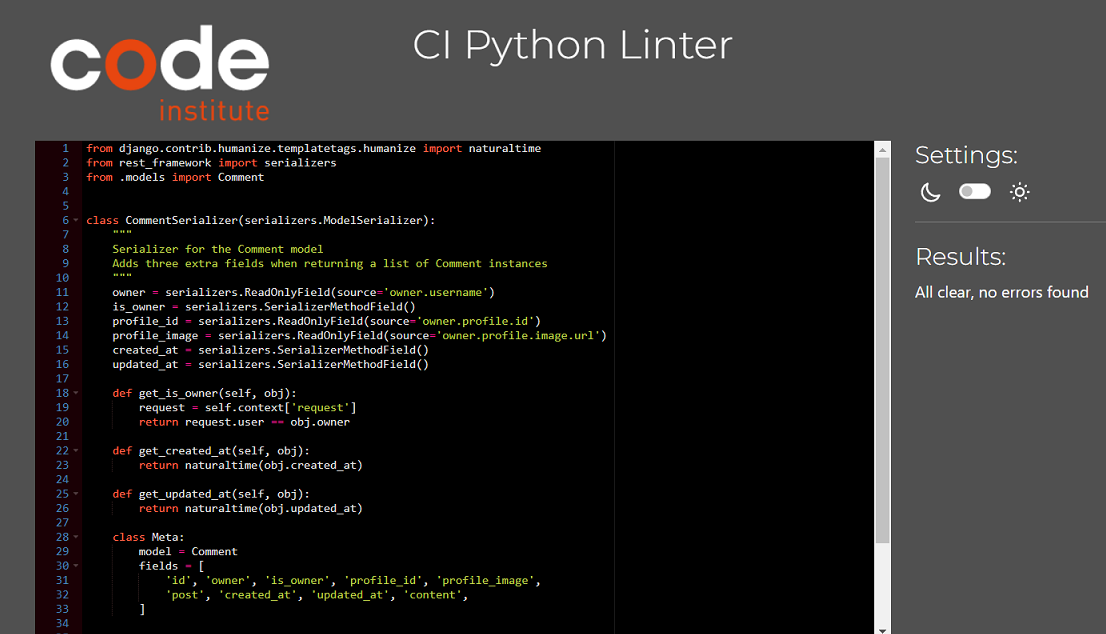 code
institute
CI Python Linter
1 from django.contrib.humanize.templatetags.humanize import naturaltime
2 from rest_framework import serializers
3 from .models import Comment
4
5
6 class CommentSerializer(serializers.ModelSerializer):
7     """
8     Serializer for the Comment model
9     Adds three extra fields when returning a list of Comment instances
10     """
11     owner = serializers.ReadOnlyField(source='owner.username')
12     is_owner = serializers.SerializerMethodField()
13     profile_id = serializers.ReadOnlyField(source='owner.profile.id')
14     profile_image = serializers.ReadOnlyField(source='owner.profile.image.url')
15     created_at = serializers.SerializerMethodField()
16     updated_at = serializers.SerializerMethodField()
17
18     def get_is_owner(self, obj):
19         request = self.context['request']
20         return request.user == obj.owner
21
22     def get_created_at(self, obj):
23         return naturaltime(obj.created_at)
24
25     def get_updated_at(self, obj):
26         return naturaltime(obj.updated_at)
27
28     class Meta:
29         model = Comment
30         fields = [
31             'id', 'owner', 'is_owner', 'profile_id', 'profile_image',
32             'post', 'created_at', 'updated_at', 'content',
33         ]
34
Settings:
Results:
All clear, no errors found